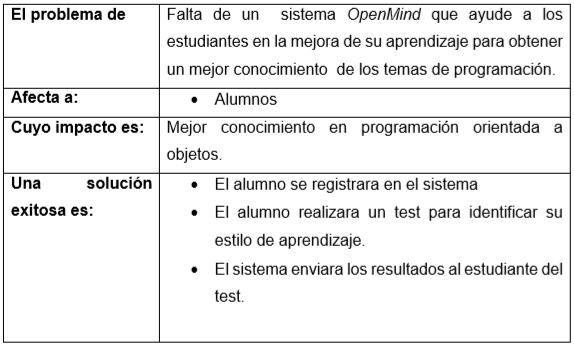 El problema de
Falta de un sistema OpenMind que ayude a los
estudiantes en la mejora de su aprendizaje para obtener
un mejor conocimiento de los temas de programación.
Afecta a:
• Alumnos
Cuyo impacto es:
Mejor conocimiento en programación orientada a
objetos.
Una solución
exitosa es:
• El alumno se registrara en el sistema
• El alumno realizara un test para identificar su
estilo de aprendizaje.
• El sistema enviara los resultados al estudiante del
test.